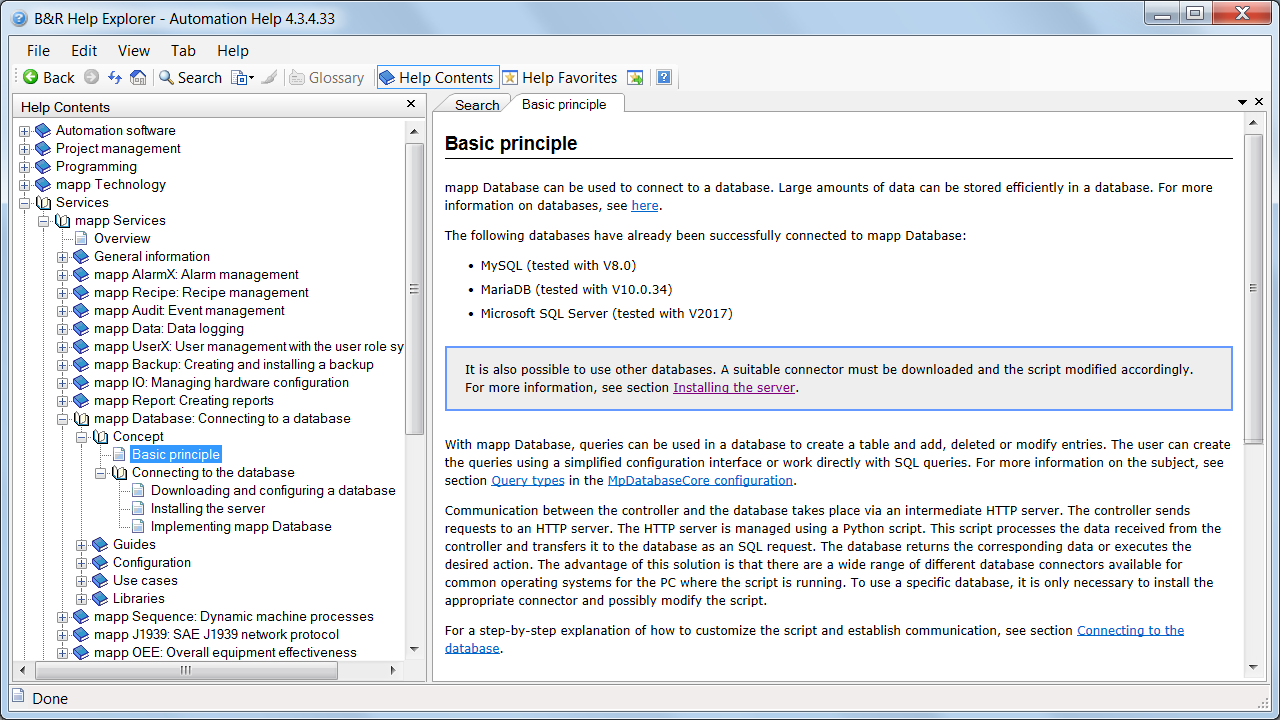 B&R Help Explorer - Automation Help 4.3.4.33
File Edit View Tab Help
Back Search Glossary Help Contents Help Favorites
Help Contents
Automation software
Project management
Programming
mapp Technology
Services
mapp Services
Overview
General information
mapp AlarmX: Alarm management
mapp Recipe: Recipe management
mapp Audit: Event management
mapp Data: Data logging
mapp UserX: User management with the user role sy
mapp Backup: Creating and installing a backup
mapp IO: Managing hardware configuration
mapp Report: Creating reports
mapp Database: Connecting to a database
Concept
Basic principle
Connecting to the database
Downloading and configuring a database
Installing the server
Implementing mapp Database
Guides
Configuration
Use cases
Libraries
mapp Sequence: Dynamic machine processes
mapp J1939: SAE J1939 network protocol
mapp OEE: Overall equipment effectiveness
Search Basic principle
Basic principle
mapp Database can be used to connect to a database. Large amounts of data can be stored efficiently in a database. For more
information on databases, see here.
The following databases have already been successfully connected to mapp Database:
• MySQL (tested with V8.0)
• MariaDB (tested with V10.0.34)
• Microsoft SQL Server (tested with V2017)
It is also possible to use other databases. A suitable connector must be downloaded and the script modified accordingly.
For more information, see section Installing the server.
With mapp Database, queries can be used in a database to create a table and add, deleted or modify entries. The user can create
the queries using a simplified configuration interface or work directly with SQL queries. For more information on the subject, see
section Query types in the MpDatabaseCore configuration.
Communication between the controller and the database takes place via an intermediate HTTP server. The controller sends
requests to an HTTP server. The HTTP server is managed using a Python script. This script processes the data received from the
controller and transfers it to the database as an SQL request. The database returns the corresponding data or executes the
desired action. The advantage of this solution is that there are a wide range of different database connectors available for
common operating systems for the PC where the script is running. To use a specific database, it is only necessary to install the
appropriate connector and possibly modify the script.
For a step-by-step explanation of how to customize the script and establish communication, see section Connecting to the
database.
Done